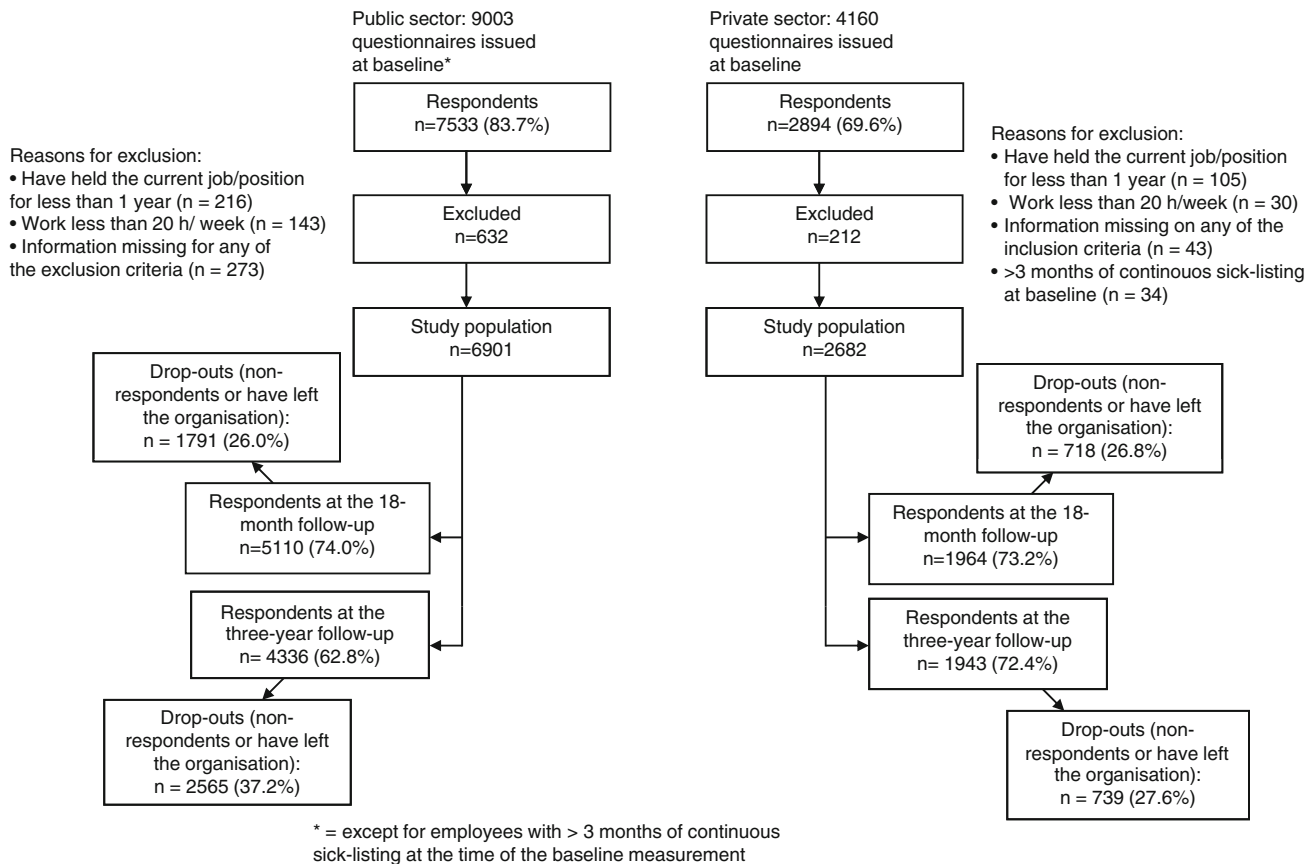 Public sector: 9003
questionnaires issued
at baseline*
Private sector: 4160
questionnaires issued
at baseline
Respondents
n=7533 (83.7%)
Respondents
n=2894 (69.6%)
Reasons for exclusion:
• Have held the current job/position
for less than 1 year (n = 216)
• Work less than 20 h/ week (n = 143)
• Information missing for any of
the exclusion criteria (n = 273)
Excluded
n=632
Excluded
n=212
Reasons for exclusion:
• Have held the current job/position
for less than 1 year (n = 105)
• Work less than 20 h/week (n = 30)
• Information missing on any of the
inclusion criteria (n = 43)
• >3 months of continouos sick-listing
at baseline (n = 34)
Study population
n=6901
Study population
n=2682
Drop-outs (non-
respondents or have left
the organisation):
n = 1791 (26.0%)
Drop-outs (non-
respondents or have left
the organisation):
n = 718 (26.8%)
Respondents at the 18-
month follow-up
n=5110 (74.0%)
Respondents at the 18-
month follow-up
n=1964 (73.2%)
Respondents at the
three-year follow-up
n= 4336 (62.8%)
Respondents at the
three-year follow-up
n= 1943 (72.4%)
Drop-outs (non-
respondents or have left
the organisation):
n = 2565 (37.2%)
Drop-outs (non-
respondents or have left
the organisation):
n = 739 (27.6%)
* = except for employees with > 3 months of continuous
sick-listing at the time of the baseline measurement